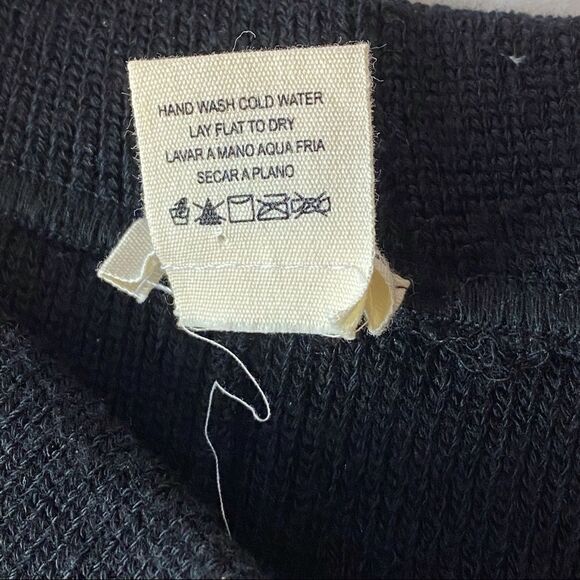 HAND WASH COLD WATER
LAY FLAT TO DRY
LAVAR A MANO AQUA FRIA
SECAR A PLANO